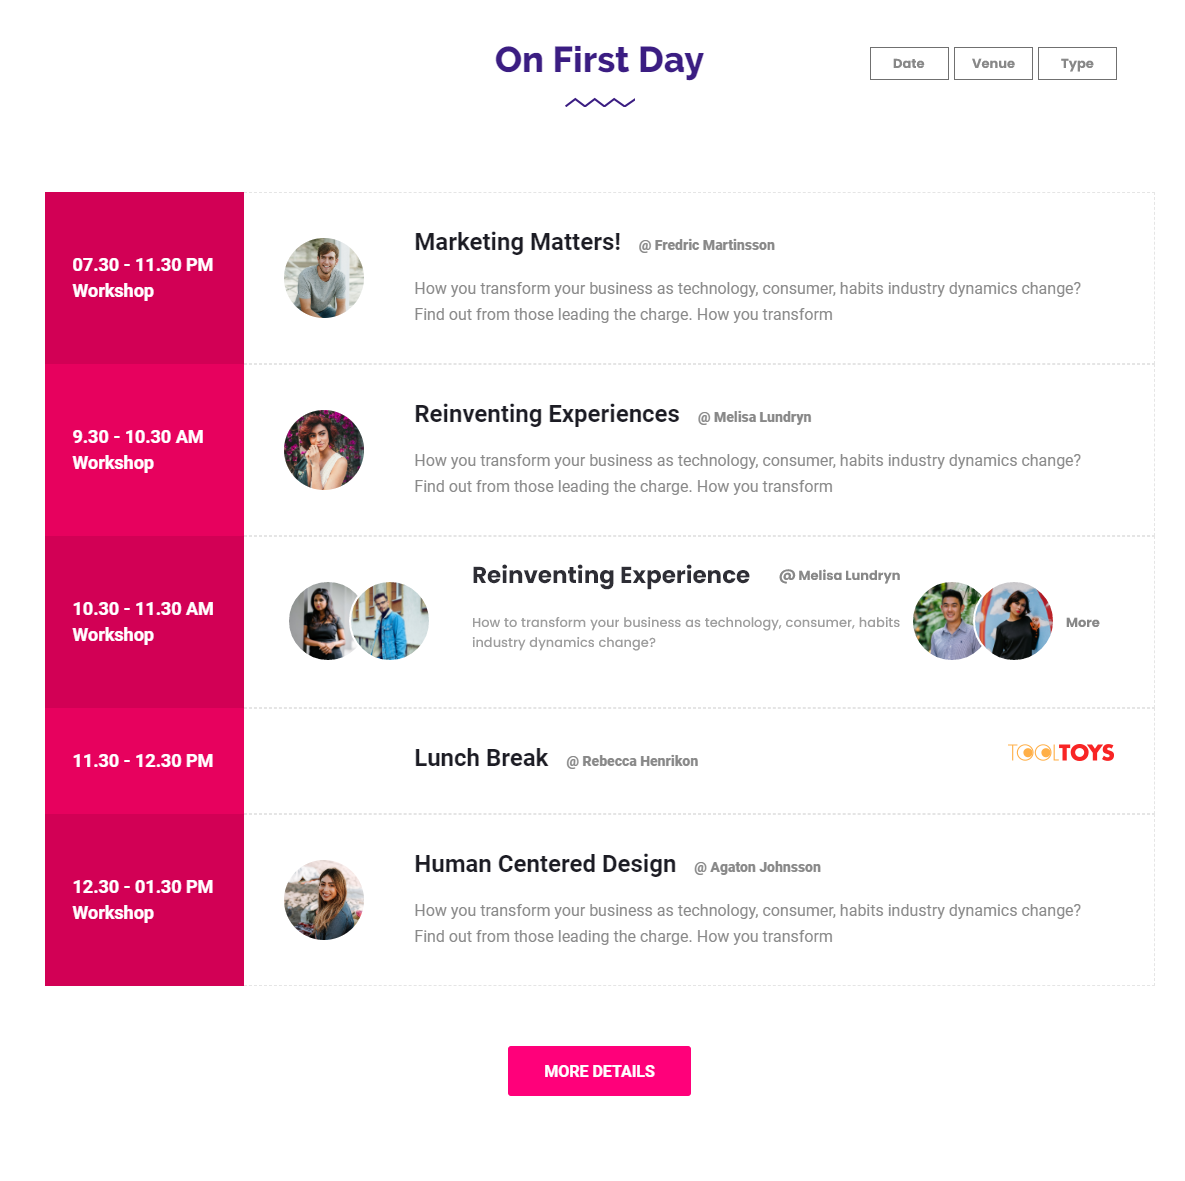 On First Day
Date
Venue
Type
07.30 - 11.30 PM
Workshop
Marketing Matters!
@ Fredric Martinsson
How you transform your business as technology, consumer, habits industry dynamics change?
Find out from those leading the charge. How you transform
9.30 - 10.30 AM
Workshop
Reinventing Experiences
@ Melisa Lundryn
How you transform your business as technology, consumer, habits industry dynamics change?
Find out from those leading the charge. How you transform
10.30 - 11.30 AM
Workshop
Reinventing Experience
@ Melisa Lundryn
How to transform your business as technology, consumer, habits
industry dynamics change?
More
11.30 - 12.30 PM
Lunch Break
@ Rebecca Henrikon
TOOLTOYS
12.30 - 01.30 PM
Workshop
Human Centered Design
@ Agaton Johnsson
How you transform your business as technology, consumer, habits industry dynamics change?
Find out from those leading the charge. How you transform
MORE DETAILS